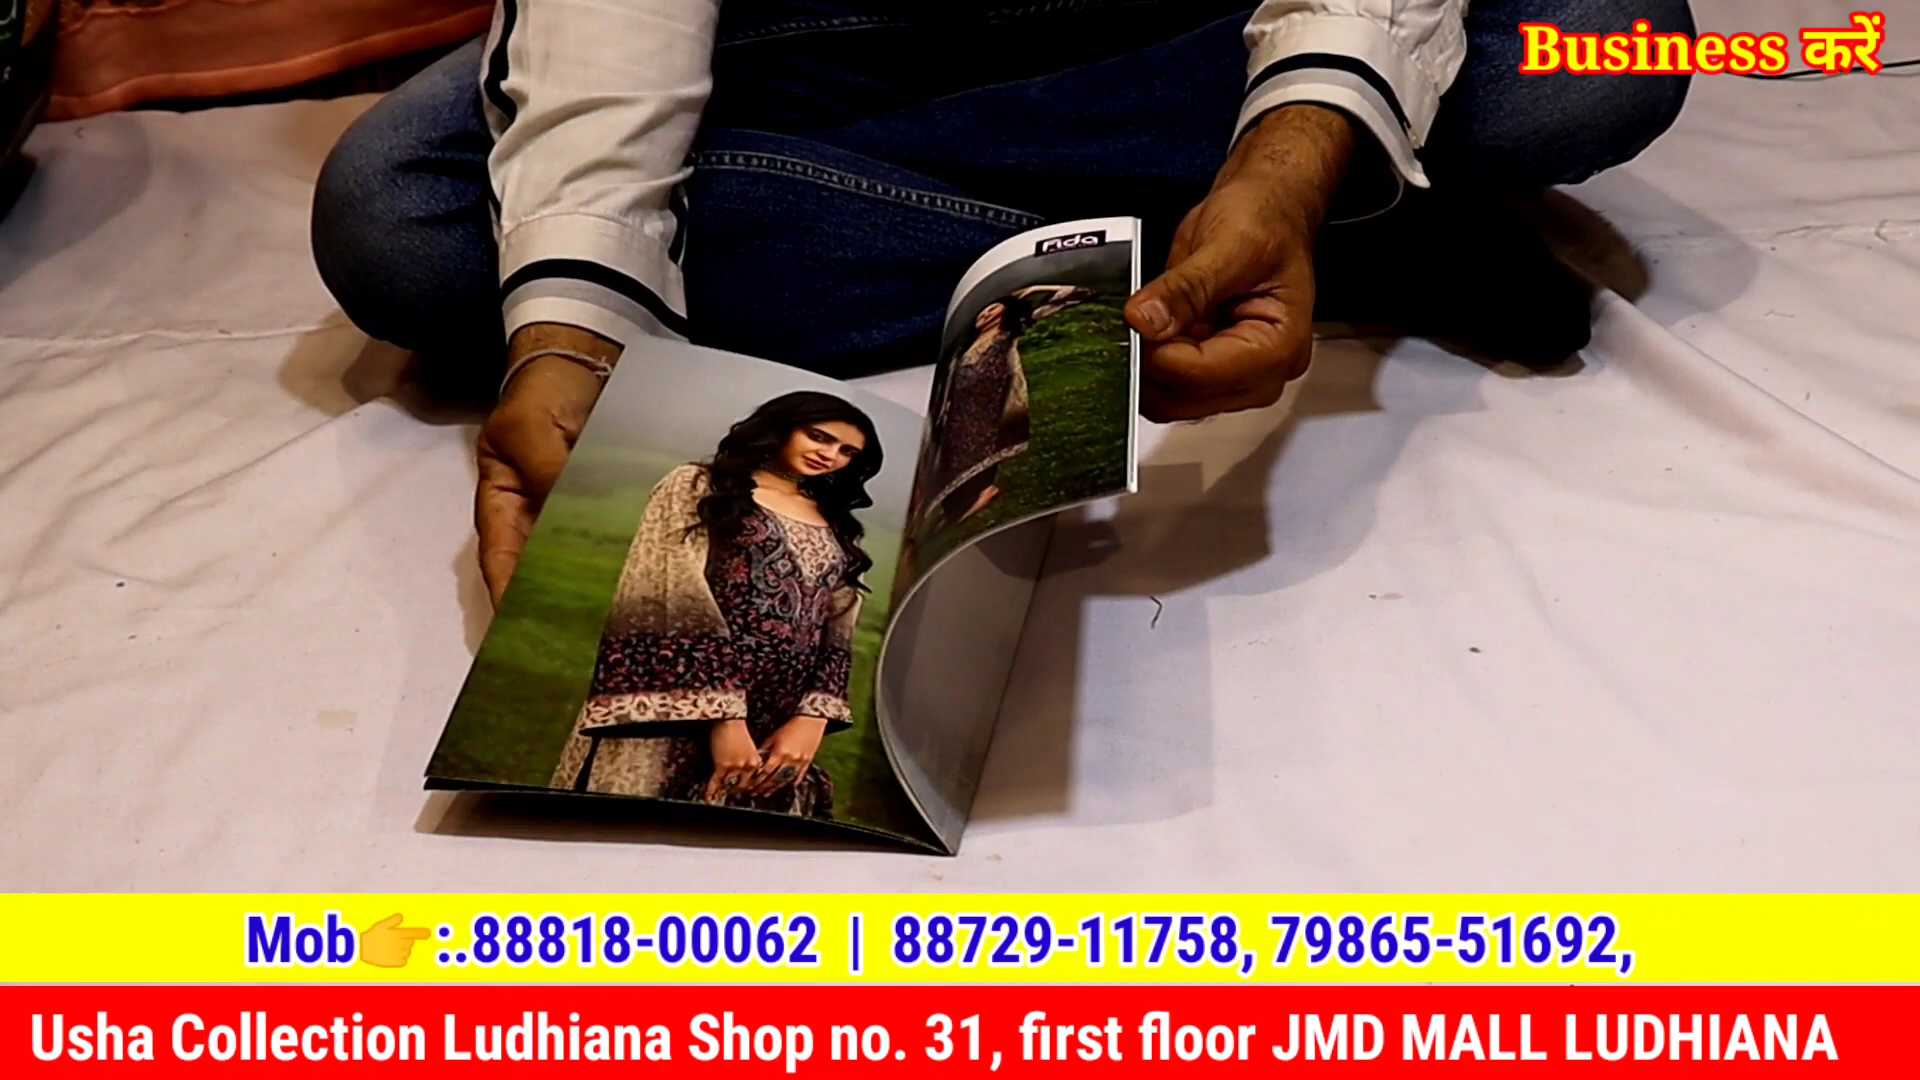 Business करें
Fida
Mob👉:.88818-00062 | 88729-11758, 79865-51692,
Usha Collection Ludhiana Shop no. 31, first floor JMD MALL LUDHIANA